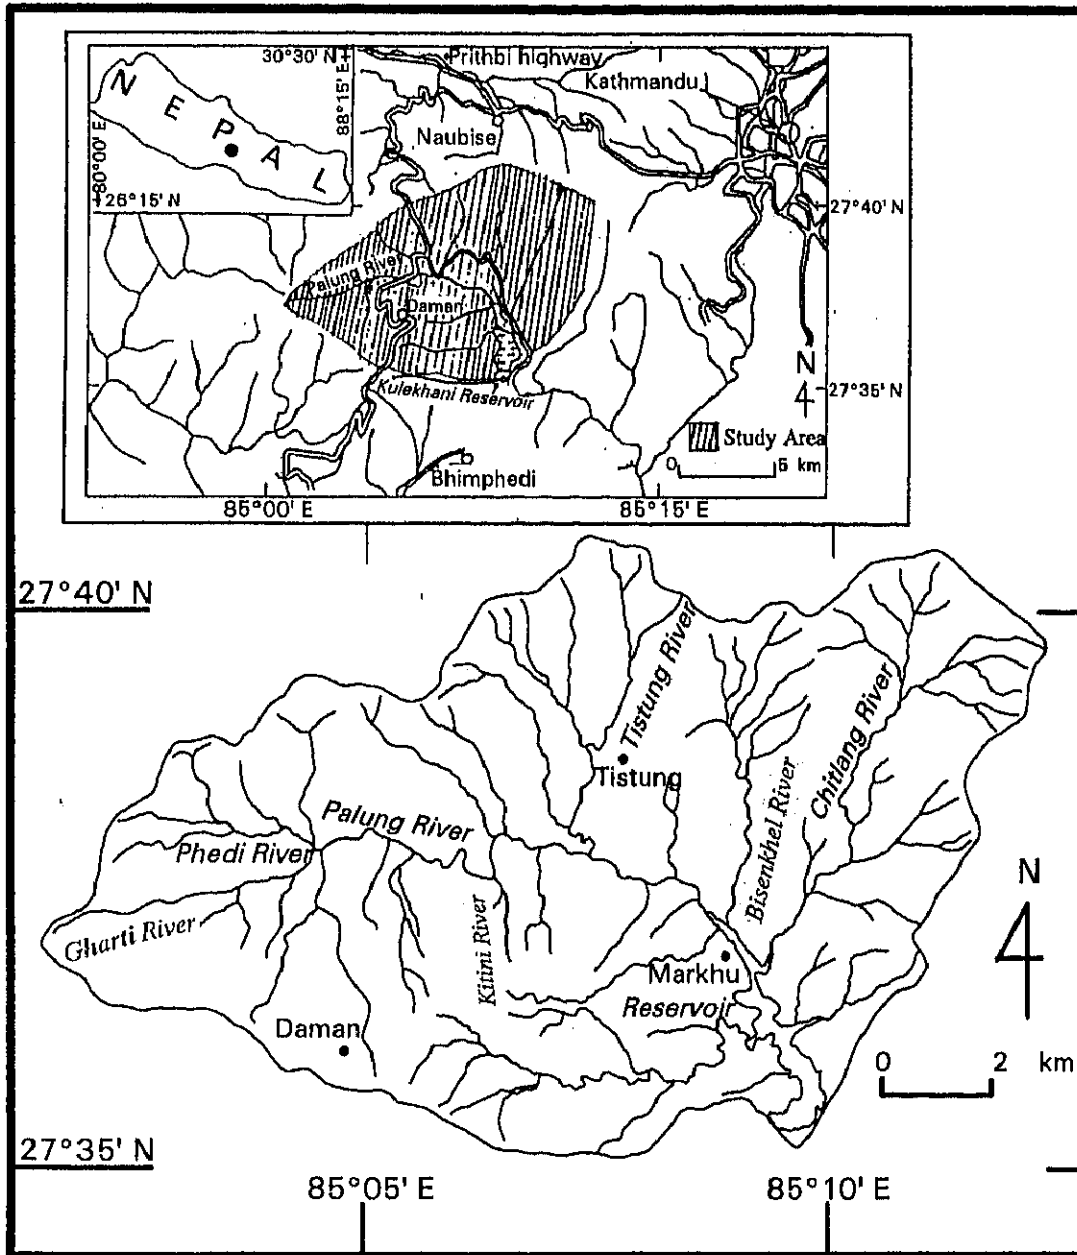 30°30' N
88°15' E
NEPAL
80°00' E
26°15' N
Prithbi highway
Kathmandu
Naubise
27°40' N
Palung River
Daman
N
27°35' N
Kulekhani Reservoir
Study Area
0 5 km
Bhimphedi
85°00' E
85°15' E
27°40' N
Tistung River
Tistung
Chitlang River
Bisenkhel River
Palung River
Phedi River
N
Gharti River
Kitini River
Markhu
Reservoir
Daman
0 2 km
27°35' N
85°05' E
85°10' E